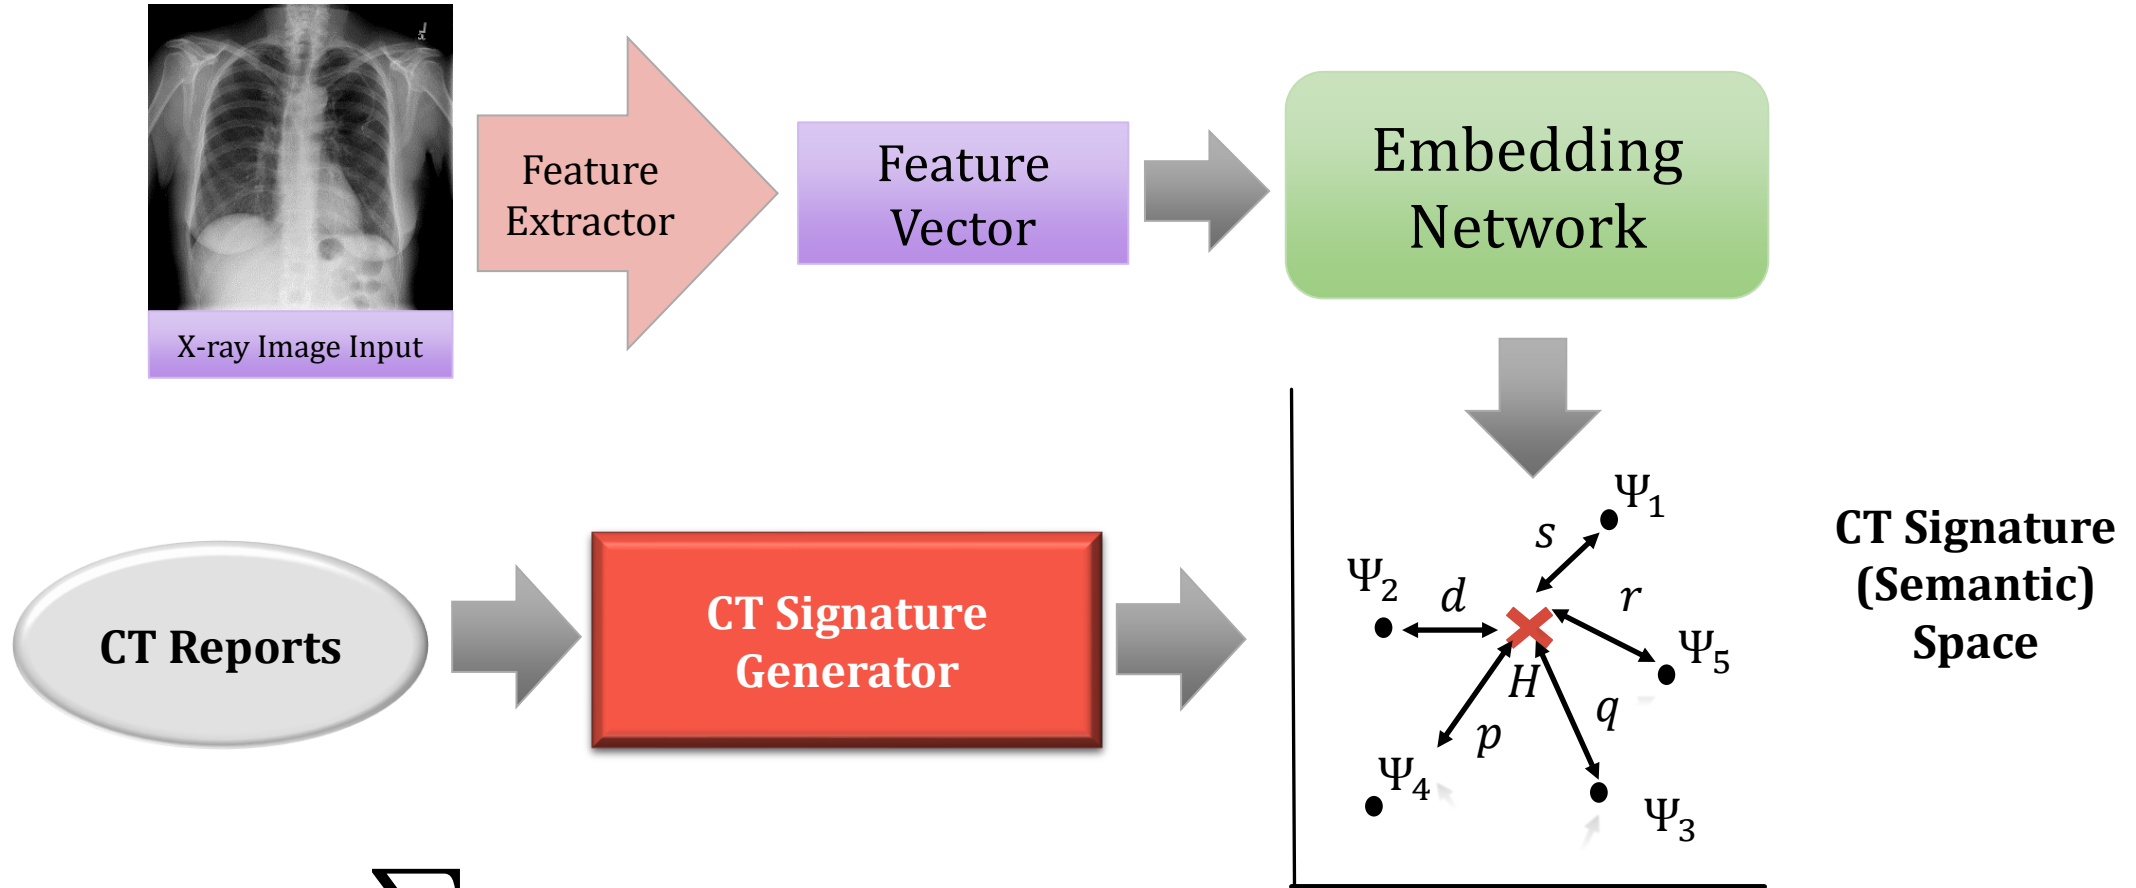 X-ray Image Input
Feature
Extractor
Feature
Vector
Embedding
Network
CT Reports
CT Signature
Generator
Ψ1
s
Ψ2
d
r
Ψ5
H
q
p
Ψ4
Ψ3
CT Signature
(Semantic)
Space